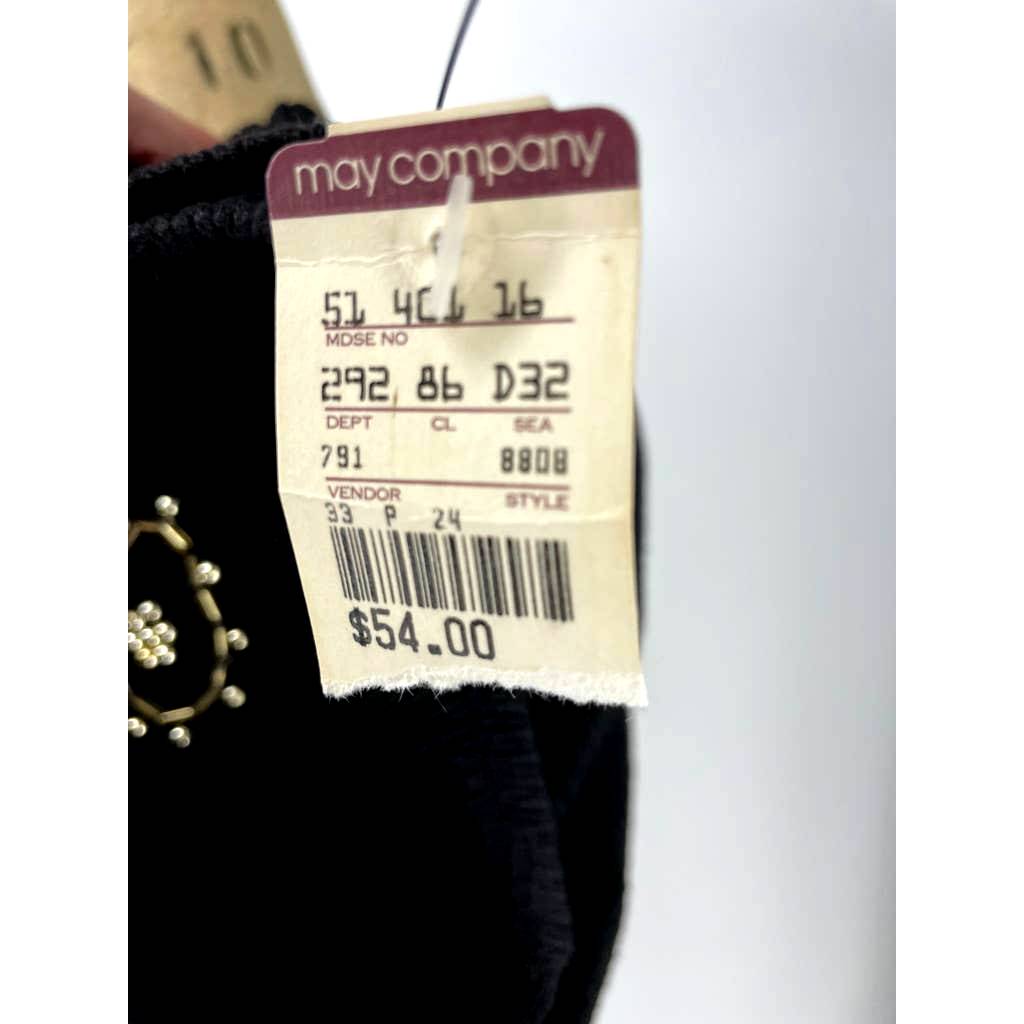 10
may company
51 401 16
MDSE NO
292 86 D32
DEPT CL SEA
791 8808
VENDOR STYLE
33 P 24
$54.00